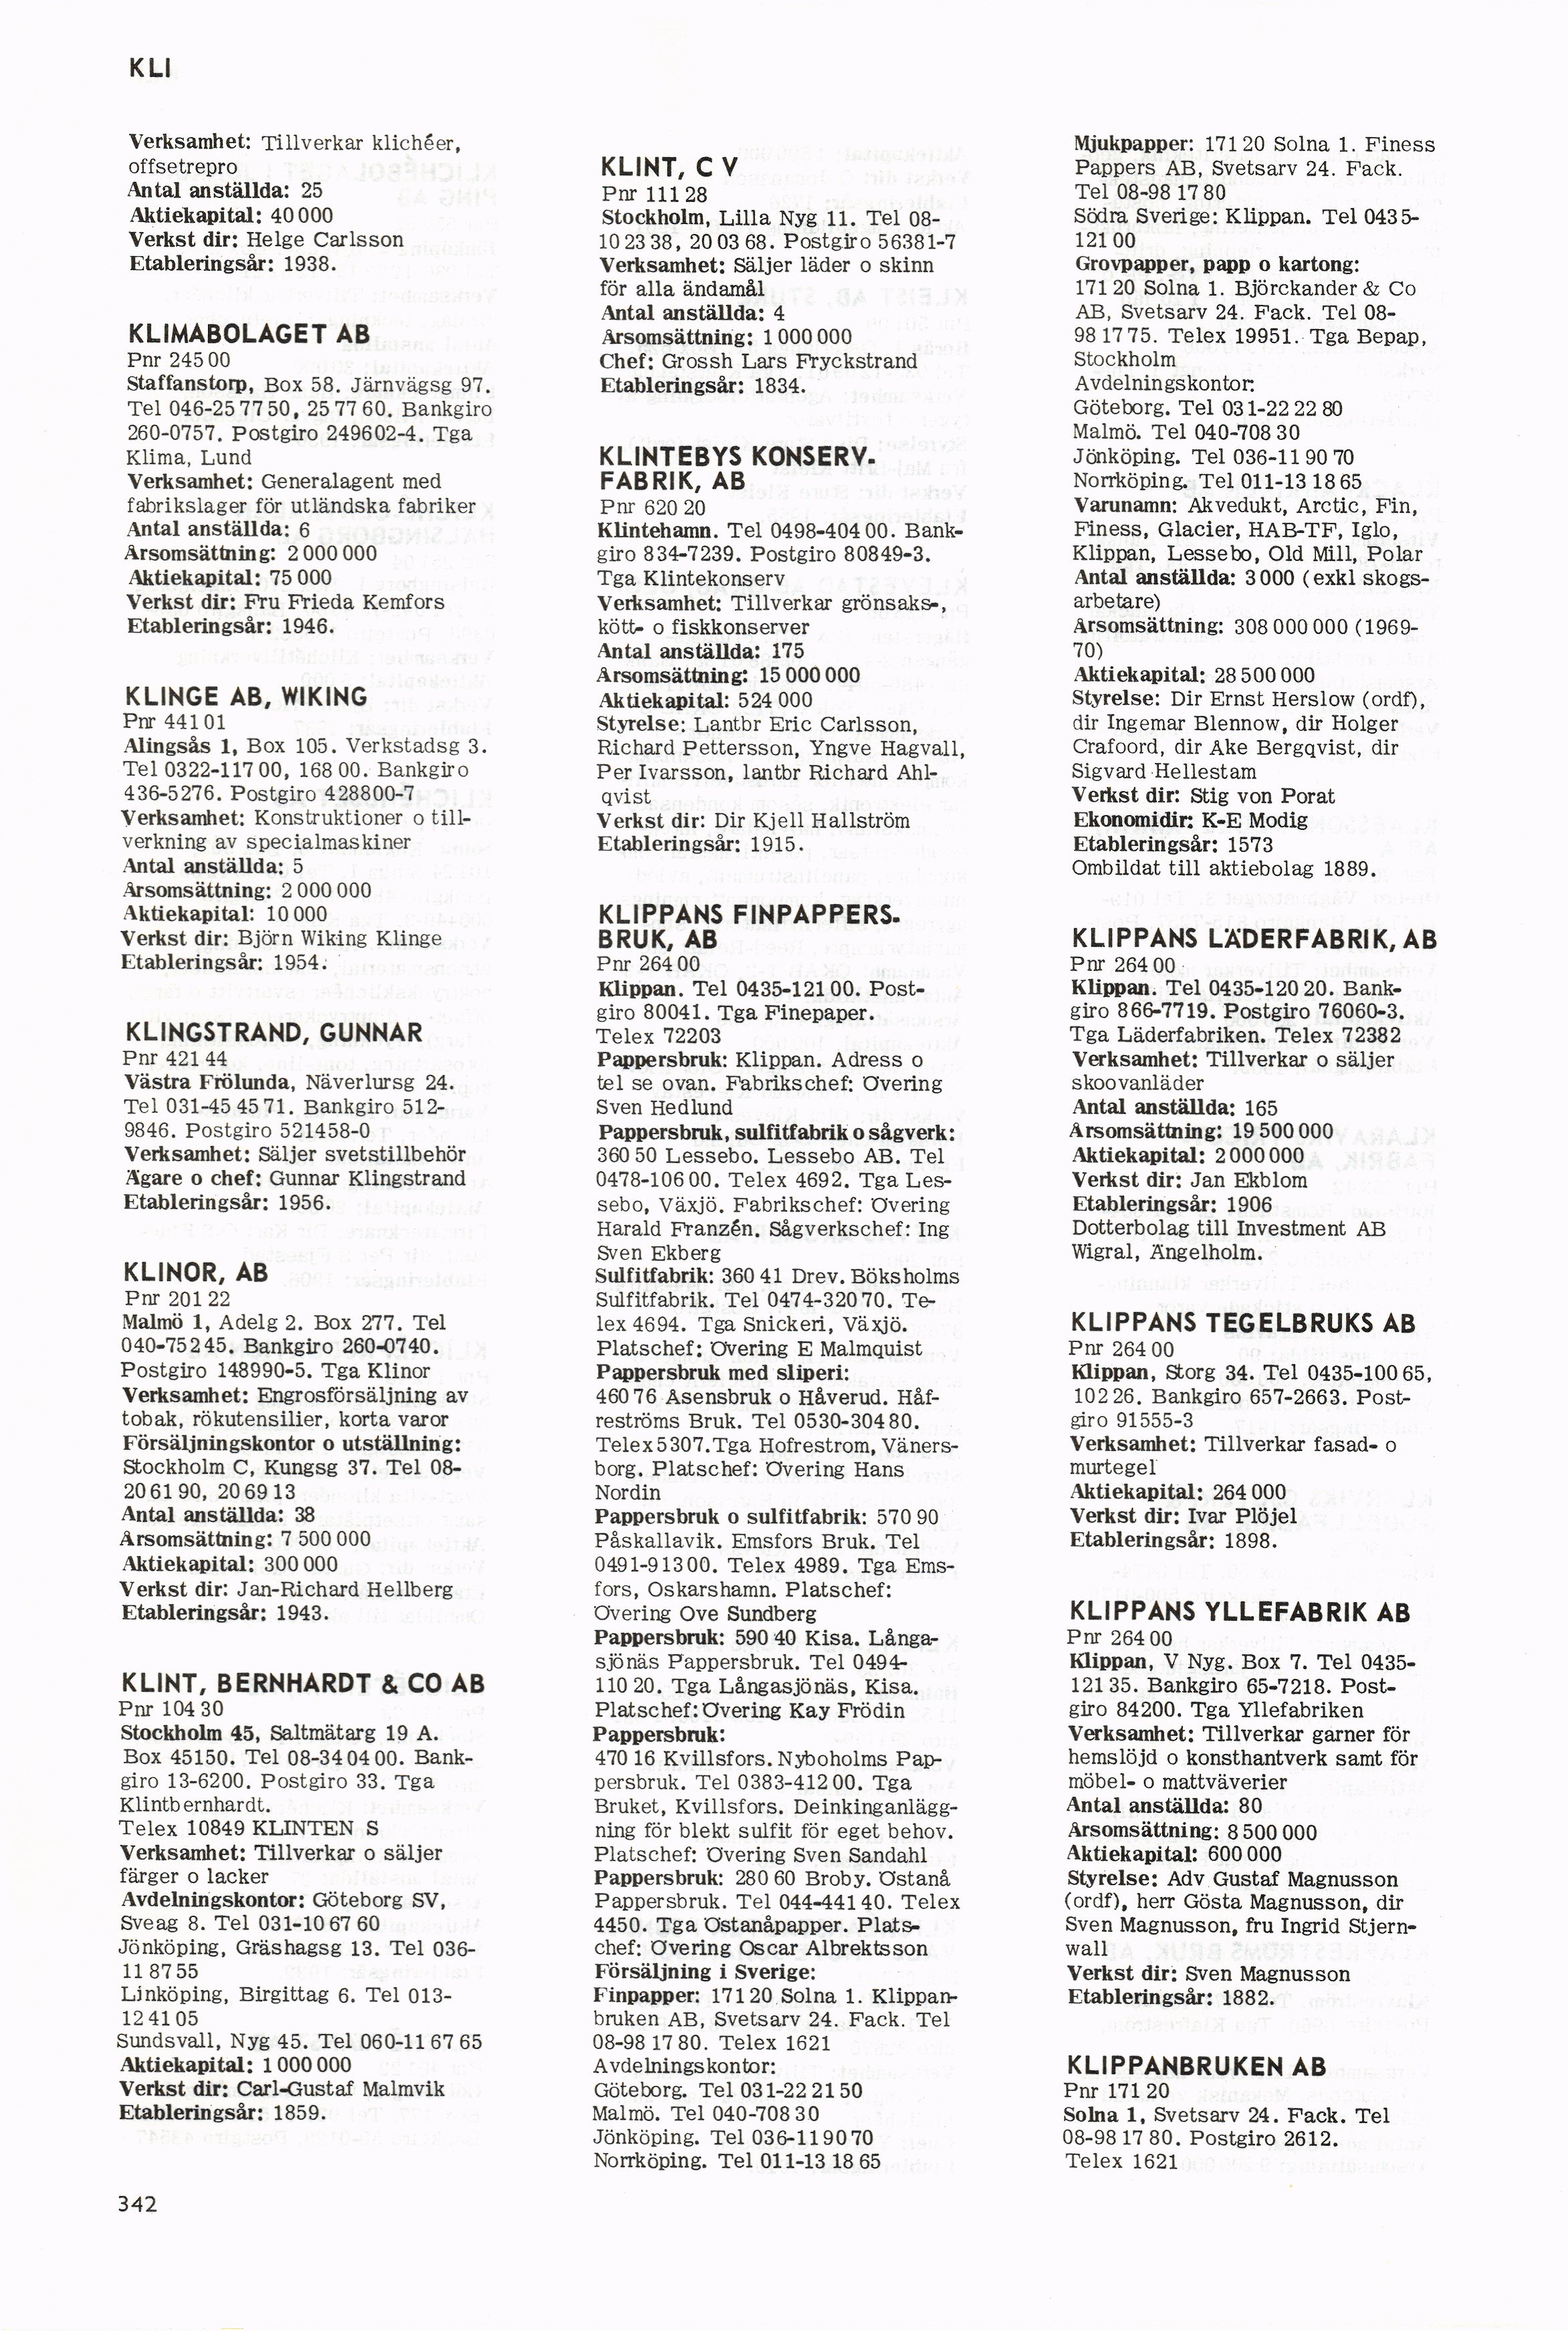 KLI
Verksamhet: Tillverkar klichéer,
offsetrepro
Antal anställda: 25
Aktiekapital: 40 000
Verkst dir: Helge Carlsson
Etableringsår: 1938.
KLIMABOLAGET AB
Pnr 245 00
Staffanstorp, Box 58. Järnvägsg 97.
Tel 046-25 77 50, 25 77 60. Bankgiro
260-0757. Postgiro 249602-4. Tga
Klima, Lund
Verksamhet: Generalagent med
fabrikslager för utländska fabriker
Antal anställda: 6
Årsomsättning: 2 000 000
Aktiekapital: 75 000
Verkst dir: Fru Frieda Kemfors
Etableringsår: 1946.
KLINGE AB, WIKING
Pnr 441 01
Alingsås 1, Box 105. Verkstadsg 3.
Tel 0322-117 00, 168 00. Bankgiro
436-5276. Postgiro 428800-7
Verksamhet: Konstruktioner o till-
verkning av specialmaskiner
Antal anställda: 5
Årsomsättning: 2 000 000
Aktiekapital: 10 000
Verkst dir: Björn Wiking Klinge
Etableringsår: 1954.
KLINGSTRAND, GUNNAR
Pnr 421 44
Västra Frölunda, Näverlursg 24.
Tel 031-45 45 71. Bankgiro 512-
9846. Postgiro 521458-0
Verksamhet: Säljer svetstillbehör
Ägare o chef: Gunnar Klingstrand
Etableringsår: 1956.
KLINOR, AB
Pnr 201 22
Malmö 1, Adelg 2. Box 277. Tel
040-752 45. Bankgiro 260-0740.
Postgiro 148990-5. Tga Klinor
Verksamhet: Engrosförsäljning av
tobak, rökutensilier, korta varor
Försäljningskontor o utställning:
Stockholm C, Kungsg 37. Tel 08-
20 61 90, 20 69 13
Antal anställda: 38
Årsomsättning: 7 500 000
Aktiekapital: 300 000
Verkst dir: Jan-Richard Hellberg
Etableringsår: 1943.
KLINT, BERNHARDT & CO AB
Pnr 104 30
Stockholm 45, Saltmätarg 19 A.
Box 45150. Tel 08-34 04 00. Bank-
giro 13-6200. Postgiro 33. Tga
Klintbernhardt.
Telex 10849 KLINTEN S
Verksamhet: Tillverkar o säljer
färger o lacker
Avdelningskontor: Göteborg SV,
Sveag 8. Tel 031-10 67 60
Jönköping, Gräshagsg 13. Tel 036-
11 87 55
Linköping, Birgittag 6. Tel 013-
12 41 05
Sundsvall, Nyg 45. Tel 060-11 67 65
Aktiekapital: 1 000 000
Verkst dir: Carl-Gustaf Malmvik
Etableringsår: 1859.
342
KLINT, C V
Pnr 111 28
Stockholm, Lilla Nyg 11. Tel 08-
10 23 38, 20 03 68. Postgiro 56381-7
Verksamhet: Säljer läder o skinn
för alla ändamål
Antal anställda: 4
Årsomsättning: 1 000 000
Chef: Grossh Lars Fryckstrand
Etableringsår: 1834.
KLINTEBYS KONSERV-
FABRIK, AB
Pnr 620 20
Klintehamn. Tel 0498-404 00. Bank-
giro 834-7239. Postgiro 80849-3.
Tga Klintekonserv
Verksamhet: Tillverkar grönsaks-,
kött- o fiskkonserver
Antal anställda: 175
Årsomsättning: 15 000 000
Aktiekapital: 524 000
Styrelse: Lantbr Eric Carlsson,
Richard Pettersson, Yngve Hagvall,
Per Ivarsson, lantbr Richard Ahl-
qvist
Verkst dir: Dir Kjell Hallström
Etableringsår: 1915.
KLIPPANS FINPAPPERS-
BRUK, AB
Pnr 264 00
Klippan. Tel 0435-121 00. Post-
giro 80041. Tga Finepaper.
Telex 72203
Pappersbruk: Klippan. Adress o
tel se ovan. Fabrikschef: Övering
Sven Hedlund
Pappersbruk, sulfitfabrik o sågverk:
360 50 Lessebo. Lessebo AB. Tel
0478-106 00. Telex 4692. Tga Les-
sebo, Växjö. Fabrikschef: Övering
Harald Franzén. Sågverkschef: Ing
Sven Ekberg
Sulfitfabrik: 360 41 Drev. Böksholms
Sulfitfabrik. Tel 0474-320 70. Te-
lex 4694. Tga Snickeri, Växjö.
Platschef: Övering E Malmquist
Pappersbruk med sliperi:
460 76 Åsensbruk o Håverud. Håf-
reströms Bruk. Tel 0530-304 80.
Telex 5307. Tga Hofrestrom, Väners-
borg. Platschef: Övering Hans
Nordin
Pappersbruk o sulfitfabrik: 570 90
Påskallavik. Emsfors Bruk. Tel
0491-913 00. Telex 4989. Tga Ems-
fors, Oskarshamn. Platschef:
Övering Ove Sundberg
Pappersbruk: 590 40 Kisa. Långa-
sjönäs Pappersbruk. Tel 0494-
110 20. Tga Långasjönäs, Kisa.
Platschef: Övering Kay Frödin
Pappersbruk:
470 16 Kvillsfors. Nyboholms Pap-
persbruk. Tel 0383-412 00. Tga
Bruket, Kvillsfors. Deinkinganlägg-
ning för blekt sulfit för eget behov.
Platschef: Övering Sven Sandahl
Pappersbruk: 280 60 Broby. Östanå
Pappersbruk. Tel 044-441 40. Telex
4450. Tga Östanåpapper. Plats-
chef: Övering Oscar Albrektsson
Försäljning i Sverige:
Finpapper: 171 20 Solna 1. Klippan-
bruken AB, Svetsarv 24. Fack. Tel
08-98 17 80. Telex 1621
Avdelningskontor:
Göteborg. Tel 031-22 21 50
Malmö. Tel 040-708 30
Jönköping. Tel 036-11 90 70
Norrköping. Tel 011-13 18 65
Mjukpapper: 171 20 Solna 1. Finess
Pappers AB, Svetsarv 24. Fack.
Tel 08-98 17 80
Södra Sverige: Klippan. Tel 0435-
121 00
Grovpapper, papp o kartong:
171 20 Solna 1. Björckander & Co
AB, Svetsarv 24. Fack. Tel 08-
98 17 75. Telex 19951. Tga Bepap,
Stockholm
Avdelningskontor:
Göteborg. Tel 031-22 22 80
Malmö. Tel 040-708 30
Jönköping. Tel 036-11 90 70
Norrköping. Tel 011-13 18 65
Varunamn: Akvedukt, Arctic, Fin,
Finess, Glacier, HAB-TF, Iglo,
Klippan, Lessebo, Old Mill, Polar
Antal anställda: 3 000 (exkl skogs-
arbetare)
Årsomsättning: 308 000 000 (1969-
70)
Aktiekapital: 28 500 000
Styrelse: Dir Ernst Herslow (ordf),
dir Ingemar Blennow, dir Holger
Crafoord, dir Åke Bergqvist, dir
Sigvard Hellestam
Verkst dir: Stig von Porat
Ekonomidir: K-E Modig
Etableringsår: 1573
Ombildat till aktiebolag 1889.
KLIPPANS LÄDERFABRIK, AB
Pnr 264 00
Klippan. Tel 0435-120 20. Bank-
giro 866-7719. Postgiro 76060-3.
Tga Läderfabriken. Telex 72382
Verksamhet: Tillverkar o säljer
skoovanläder
Antal anställda: 165
Årsomsättning: 19 500 000
Aktiekapital: 2 000 000
Verkst dir: Jan Ekblom
Etableringsår: 1906
Dotterbolag till Investment AB
Wigral, Ängelholm.
KLIPPANS TEGELBRUKS AB
Pnr 264 00
Klippan, Storg 34. Tel 0435-100 65,
102 26. Bankgiro 657-2663. Post-
giro 91555-3
Verksamhet: Tillverkar fasad- o
murtegel
Aktiekapital: 264 000
Verkst dir: Ivar Plöjel
Etableringsår: 1898.
KLIPPANS YLLEFABRIK AB
Pnr 264 00
Klippan, V Nyg. Box 7. Tel 0435-
121 35. Bankgiro 65-7218. Post-
giro 84200. Tga Yllefabriken
Verksamhet: Tillverkar garner för
hemslöjd o konsthantverk samt för
möbel- o mattväverier
Antal anställda: 80
Årsomsättning: 8 500 000
Aktiekapital: 600 000
Styrelse: Adv Gustaf Magnusson
(ordf), herr Gösta Magnusson, dir
Sven Magnusson, fru Ingrid Stjern-
wall
Verkst dir: Sven Magnusson
Etableringsår: 1882.
KLIPPANBRUKEN AB
Pnr 171 20
Solna 1, Svetsarv 24. Fack. Tel
08-98 17 80. Postgiro 2612.
Telex 1621